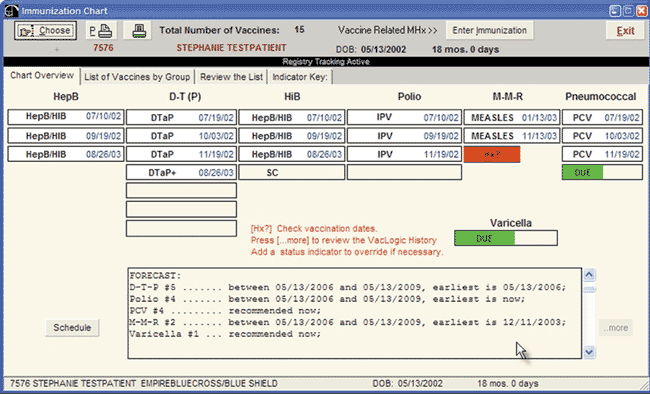 Immunization Chart
Choose P Total Number of Vaccines: 15 Vaccine Related MHx >> Enter Immunization Exit
+ 7576 STEPHANIE TESTPATIENT DOB: 05/13/2002 18 mos. 0 days
Registry Tracking Active
Chart Overview List of Vaccines by Group Review the List Indicator Key:
HepB D-T (P) HiB Polio M-M-R Pneumococcal
HepB/HIB 07/10/02 DTaP 07/19/02 HepB/HIB 07/10/02 IPV 07/10/02 MEASLES 01/13/03 PCV 07/19/02
HepB/HIB 09/19/02 DTaP 10/03/02 HepB/HIB 09/19/02 IPV 09/19/02 MEASLES 11/13/03 PCV 10/03/02
HepB/HIB 08/26/03 DTaP 11/19/02 HepB/HIB 08/26/03 IPV 11/19/02 Hx? PCV 11/19/02
DTaP+ 08/26/03 SC DUE
[Hx?] Check vaccination dates. Varicella
Press [...more] to review the VacLogic History DUE
Add a status indicator to override if necessary.
FORECAST:
D-T-P #5 ....... between 05/13/2006 and 05/13/2009, earliest is 05/13/2006;
Polio #4 ....... between 05/13/2006 and 05/13/2009, earliest is now;
PCV #4 ......... recommended now;
M-M-R #2 ....... between 05/13/2006 and 05/13/2009, earliest is 12/11/2003;
Varicella #1 ... recommended now;
Schedule ...more
7576 STEPHANIE TESTPATIENT EMPIREBLUECROSS/BLUE SHIELD DOB: 05/13/2002 18 mos. 0 days